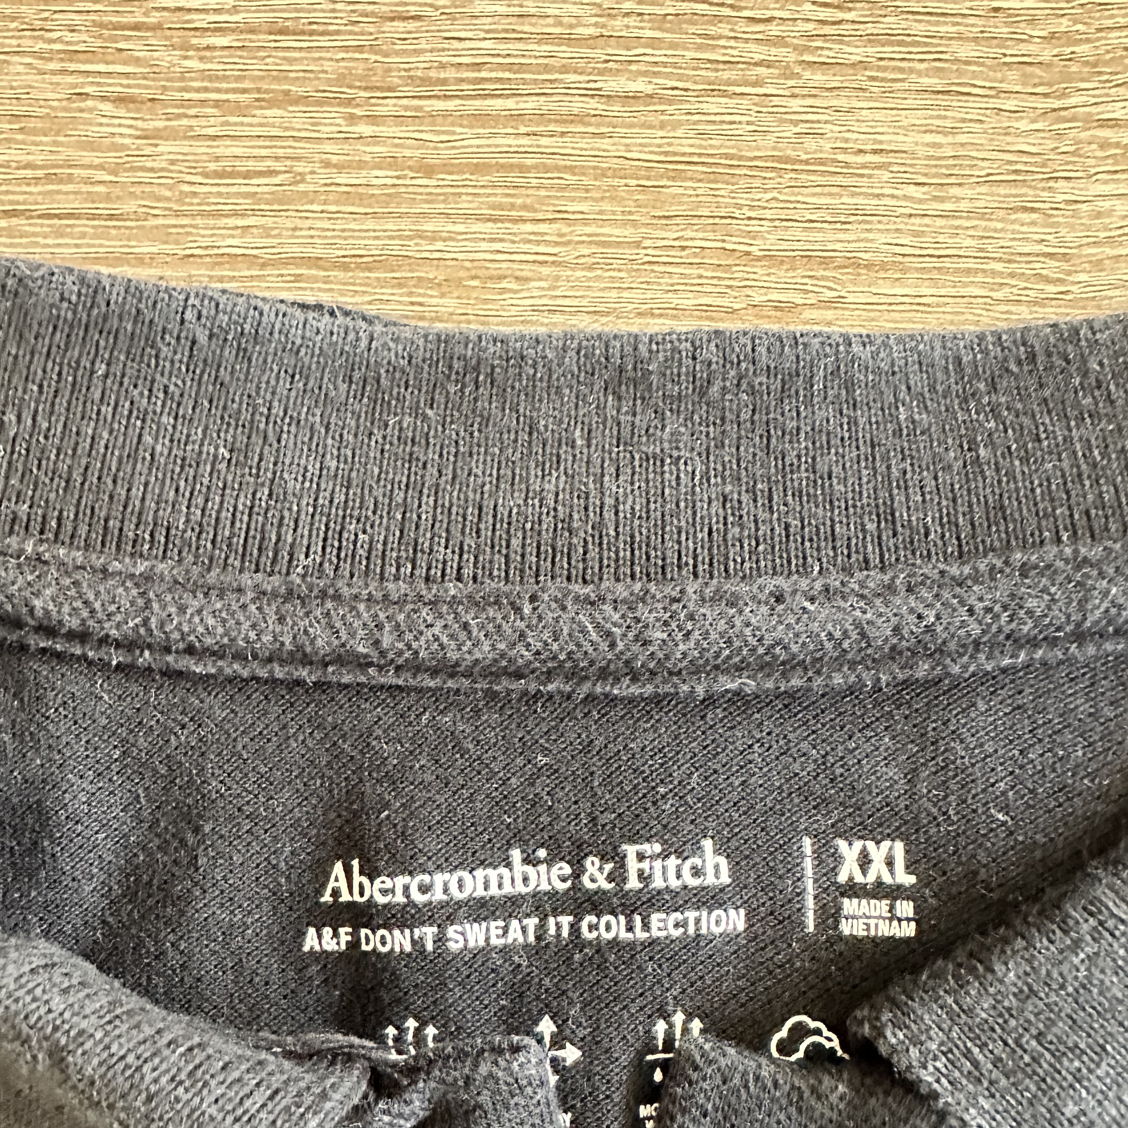 Abercrombie & Fitch
A&F DON'T SWEAT IT COLLECTION
XXL
MADE IN
VIETNAM